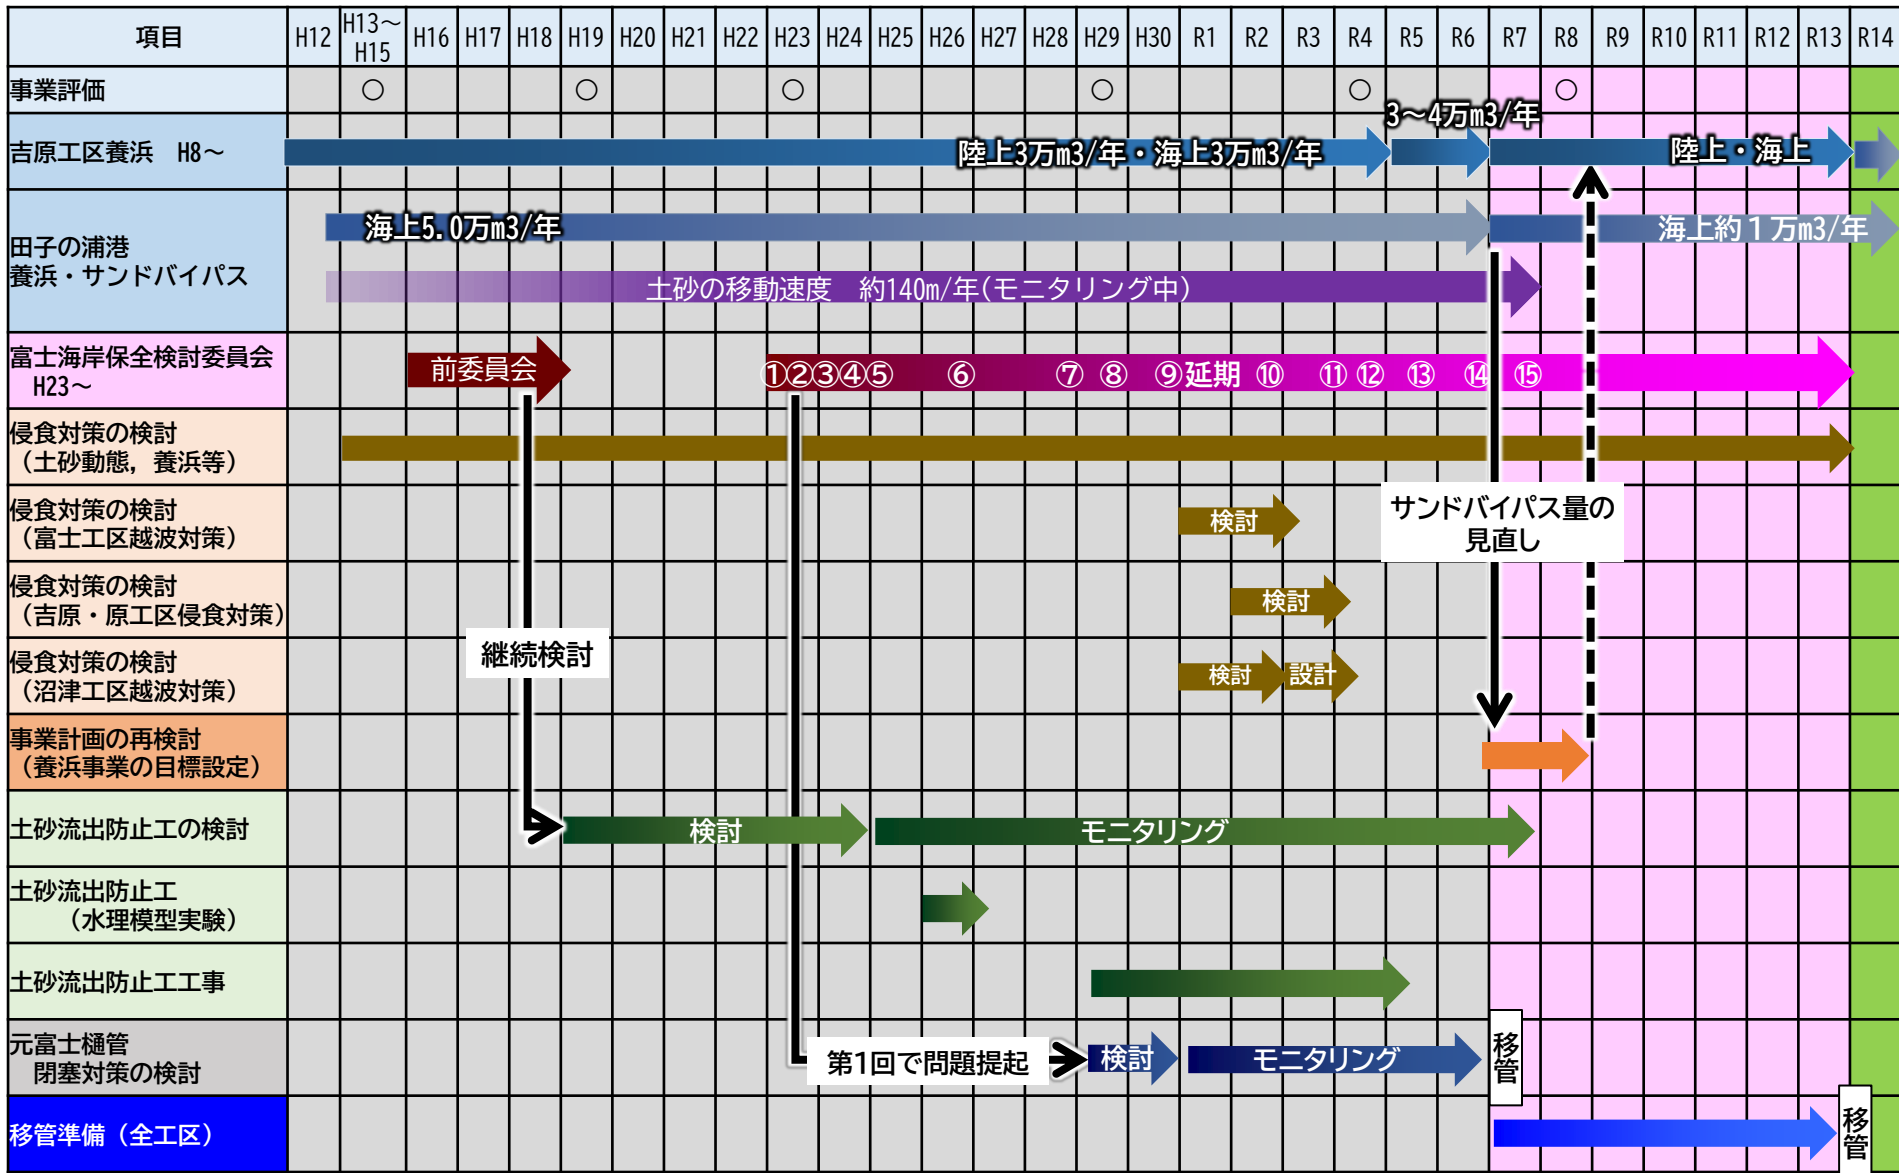 項目 H12 H13～H15 H16 H17 H18 H19 H20 H21 H22 H23 H24 H25 H26 H27 H28 H29 H30 R1 R2 R3 R4 R5 R6 R7 R8 R9 R10 R11 R12 R13 R14
事業評価 ○ ○ ○ ○ ○ ○
3～4万m3/年
吉原工区養浜　H8～ 陸上3万m3/年・海上3万m3/年 陸上・海上
田子の浦港
養浜・サンドバイパス
海上5.0万m3/年 海上約１万m3/年
土砂の移動速度　約140m/年(モニタリング中)
富士海岸保全検討委員会
H23～
前委員会 ①②③④⑤ ⑥ ⑦ ⑧ ⑨延期 ⑩ ⑪ ⑫ ⑬ ⑭ ⑮
侵食対策の検討
（土砂動態，養浜等）
侵食対策の検討
（富士工区越波対策）
検討
サンドバイパス量の
見直し
侵食対策の検討
（吉原・原工区侵食対策）
検討
継続検討
侵食対策の検討
（沼津工区越波対策）
検討 設計
事業計画の再検討
（養浜事業の目標設定）
土砂流出防止工の検討 検討 モニタリング
土砂流出防止工
（水理模型実験）
土砂流出防止工工事
元富士樋管
閉塞対策の検討
第1回で問題提起 検討 モニタリング 移管
移管準備（全工区） 移管